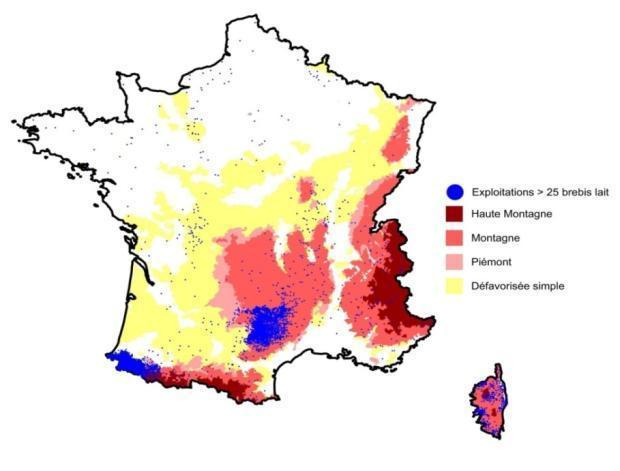 Exploitations > 25 brebis lait
Haute Montagne
Montagne
Piémont
Défavorisée simple